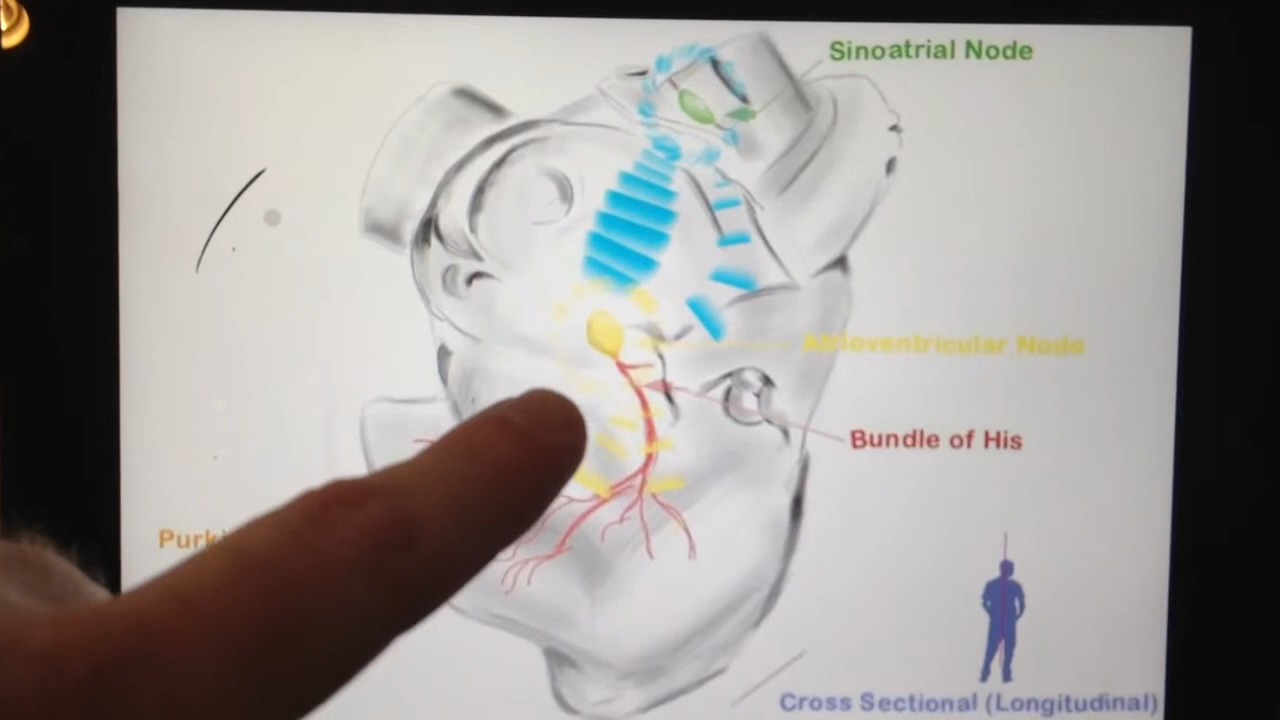 Sinoatrial Node
Atrioventricular Node
Bundle of His
Cross Sectional (Longitudinal)